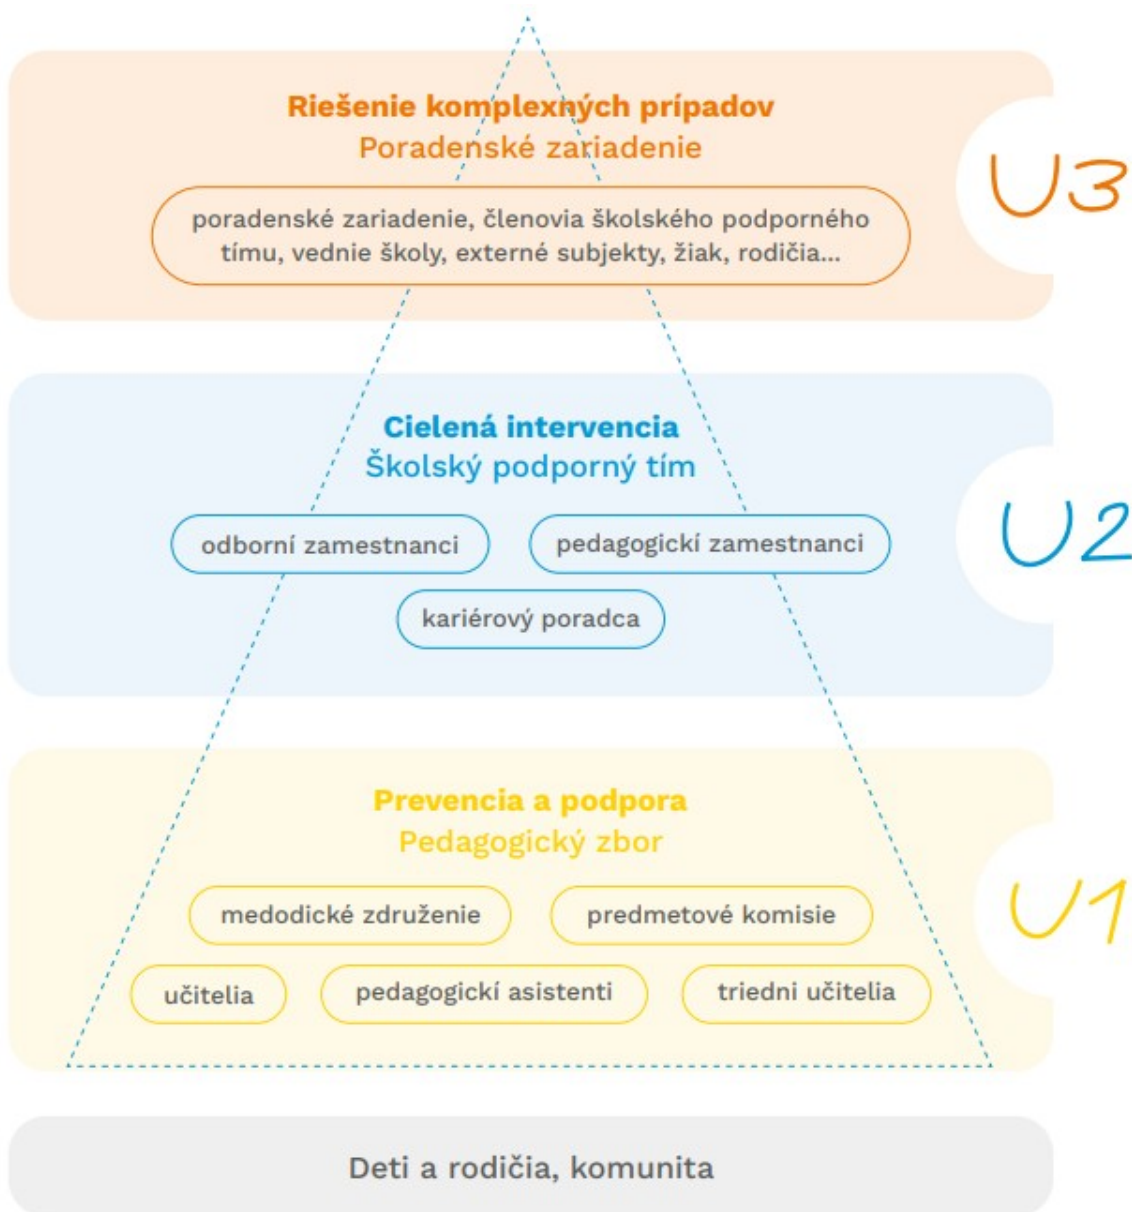 Riešenie komplexných prípadov
Poradenské zariadenie
poradenské zariadenie, členovia školského podporného
tímu, vednie školy, externé subjekty, žiak, rodičia...
U3
Cielená intervencia
Školský podporný tím
odborní zamestnanci
pedagogickí zamestnanci
kariérový poradca
U2
Prevencia a podpora
Pedagogický zbor
medodické združenie
predmetové komisie
učitelia
pedagogickí asistenti
triedni učitelia
U1
Deti a rodičia, komunita